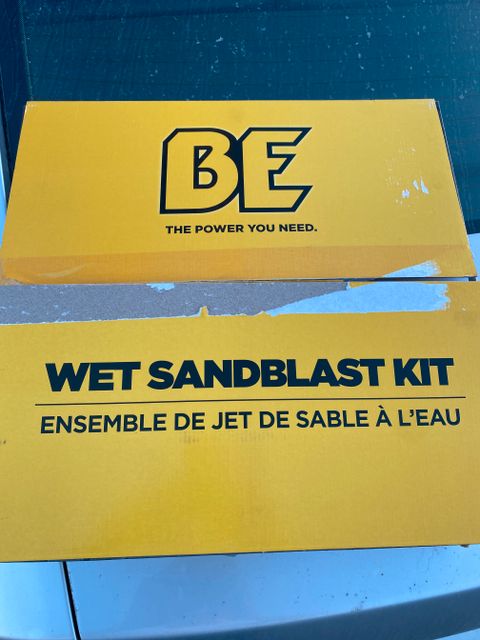 BE
THE POWER YOU NEED.
WET SANDBLAST KIT
ENSEMBLE DE JET DE SABLE À L'EAU